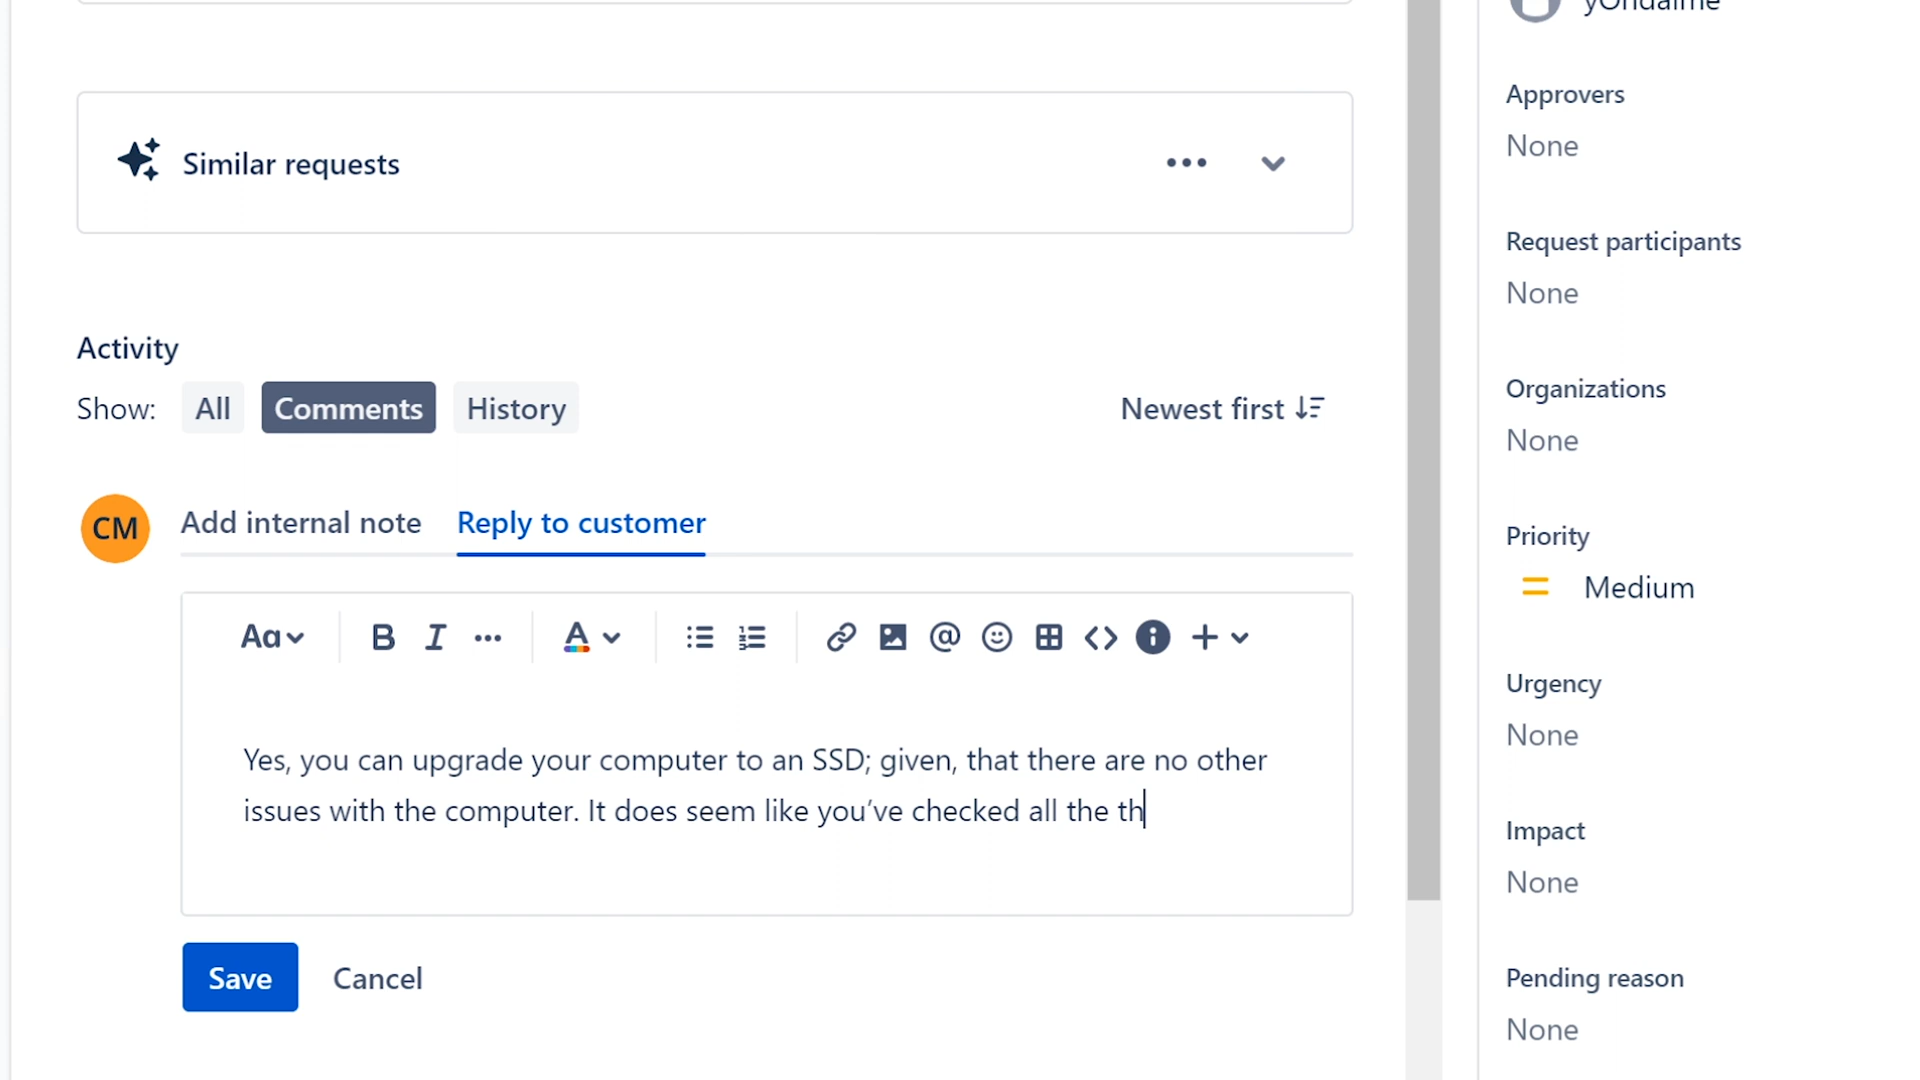 yOndaime
Approvers
None
Similar requests
Request participants
None
Activity
Show: All Comments History Newest first
Organizations
None
CM Add internal note Reply to customer
Priority
Medium
Aa B I A
Urgency
None
Yes, you can upgrade your computer to an SSD; given, that there are no other
issues with the computer. It does seem like you've checked all the th
Impact
None
Save Cancel
Pending reason
None